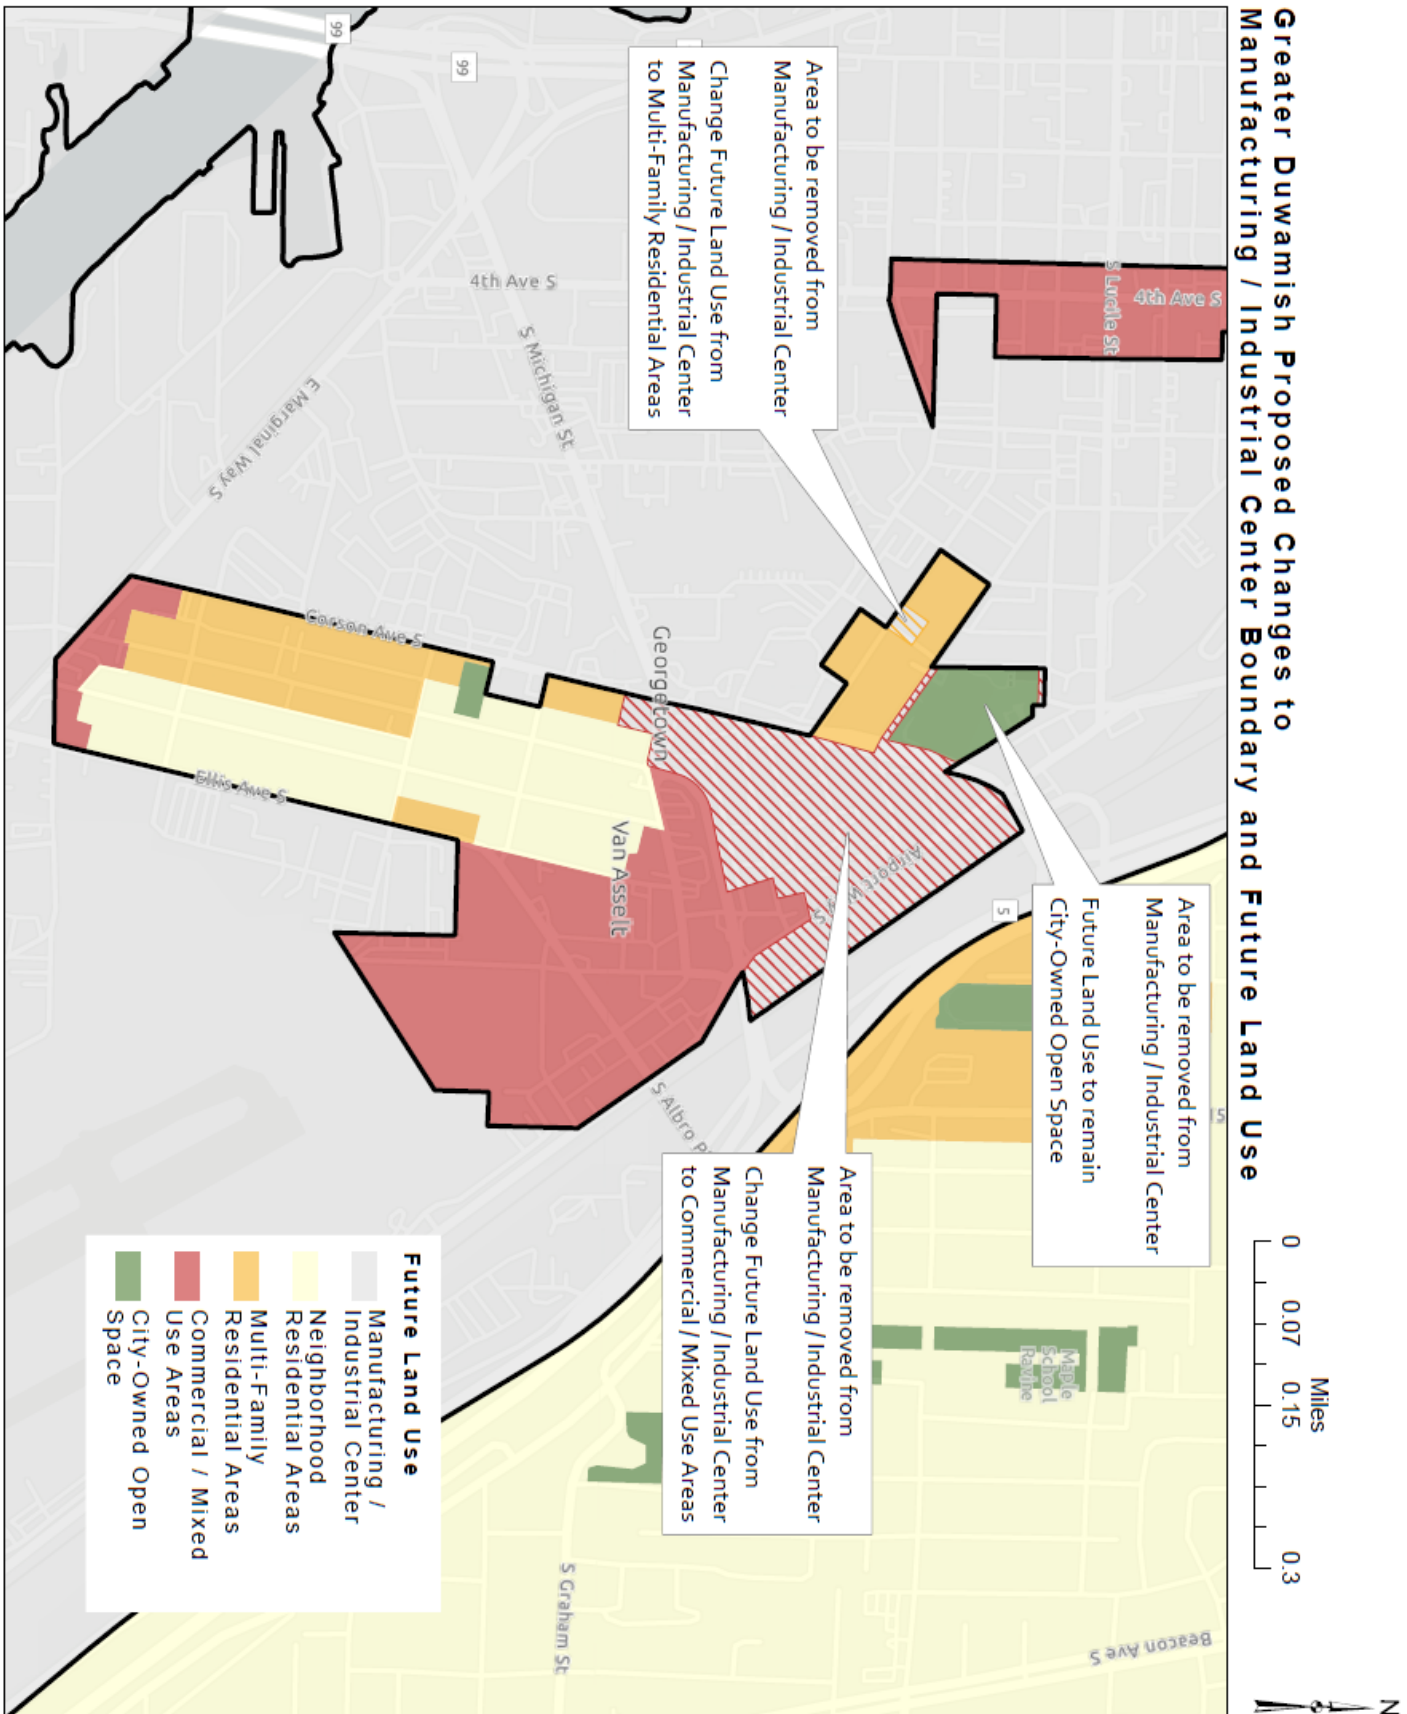 Greater Duwamish Proposed Changes to
Manufacturing / Industrial Center Boundary and Future Land Use
0
0.07
0.15
0.3
Miles
N
Area to be removed from
Manufacturing / Industrial Center
Future Land Use to remain
City-Owned Open Space
Area to be removed from
Manufacturing / Industrial Center
Change Future Land Use from
Manufacturing / Industrial Center
to Multi-Family Residential Areas
Area to be removed from
Manufacturing / Industrial Center
Change Future Land Use from
Manufacturing / Industrial Center
to Commercial / Mixed Use Areas
S Lucile St
4th Ave S
4th Ave S
99
99
5
15
S Michigan St
E Marginal Way S
Corson Ave S
Ellis Ave S
Georgetown
Van Asselt
Airport
S
S Albro
Maple
School
Ravine
S Graham St
Beacon Ave S
Future Land Use
Manufacturing /
Industrial Center
Neighborhood
Residential Areas
Multi-Family
Residential Areas
Commercial / Mixed
Use Areas
City-Owned Open
Space